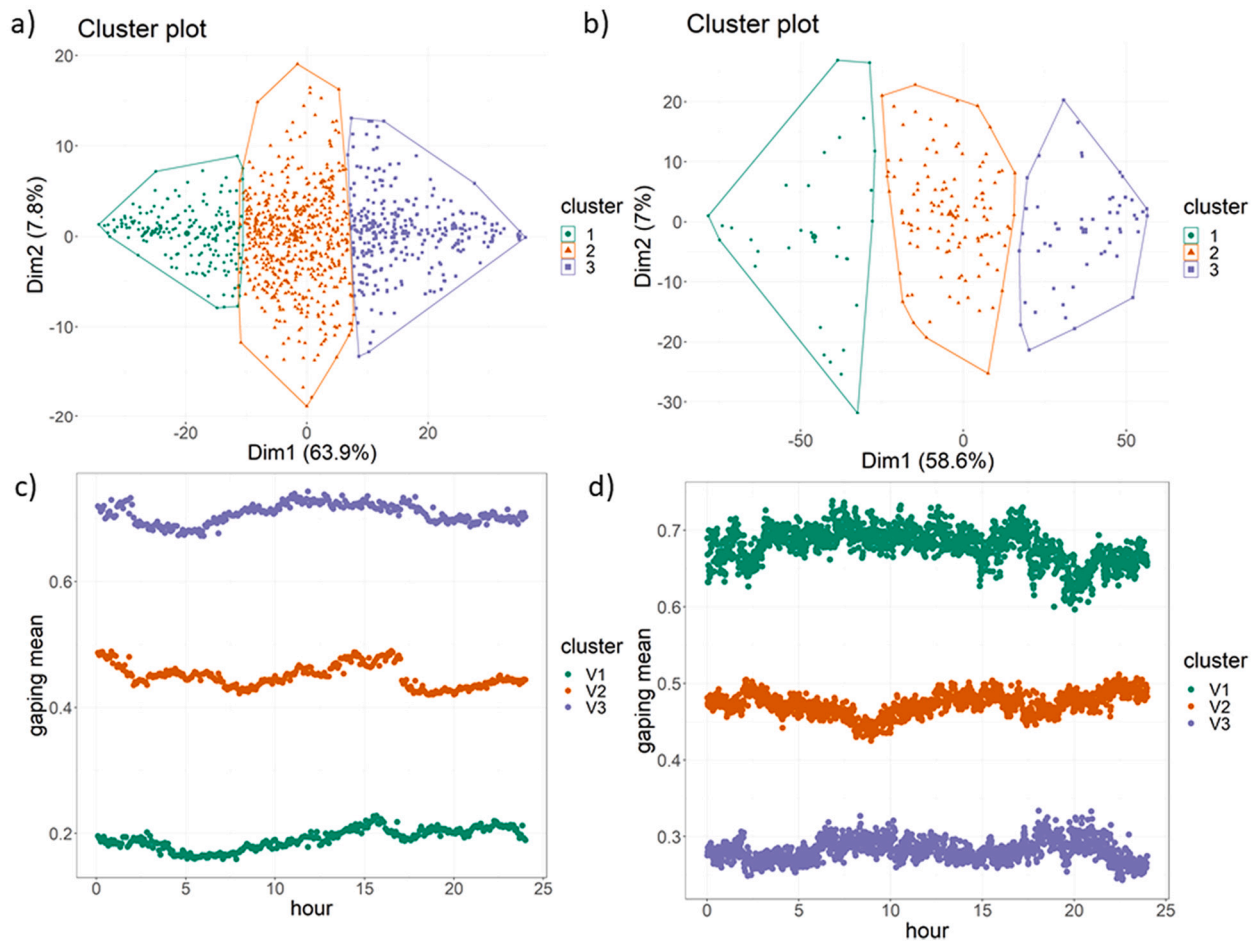 a)
Cluster plot
20
10
0
-10
-20
Dim2 (7.8%)
-20
0
20
Dim1 (63.9%)
cluster
1
2
3
b)
Cluster plot
20
10
0
-10
-20
-30
Dim2 (7%)
-50
0
50
Dim1 (58.6%)
cluster
1
2
3
c)
0.6
0.4
0.2
gaping mean
0
5
10
15
20
25
hour
cluster
V1
V2
V3
d)
0.7
0.6
0.5
0.4
0.3
gaping mean
0
5
10
15
20
25
hour
cluster
V1
V2
V3